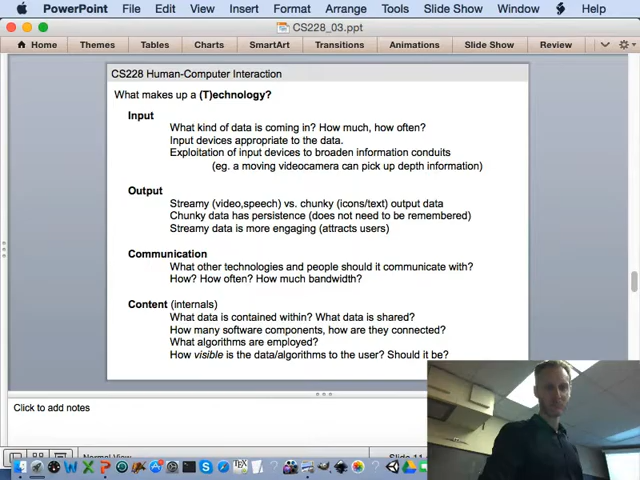 PowerPoint File Edit View Insert Format Arrange Tools Slide Show Window Help
CS228_03.ppt
Home Themes Tables Charts SmartArt Transitions Animations Slide Show Review
CS228 Human-Computer Interaction
What makes up a (T)echnology?
Input
What kind of data is coming in? How much, how often?
Input devices appropriate to the data.
Exploitation of input devices to broaden information conduits
(eg. a moving videocamera can pick up depth information)
Output
Streamy (video,speech) vs. chunky (icons/text) output data
Chunky data has persistence (does not need to be remembered)
Streamy data is more engaging (attracts users)
Communication
What other technologies and people should it communicate with?
How? How often? How much bandwidth?
Content (internals)
What data is contained within? What data is shared?
How many software components, how are they connected?
What algorithms are employed?
How visible is the data/algorithms to the user? Should it be?
Click to add notes
Normal View
Slide 11